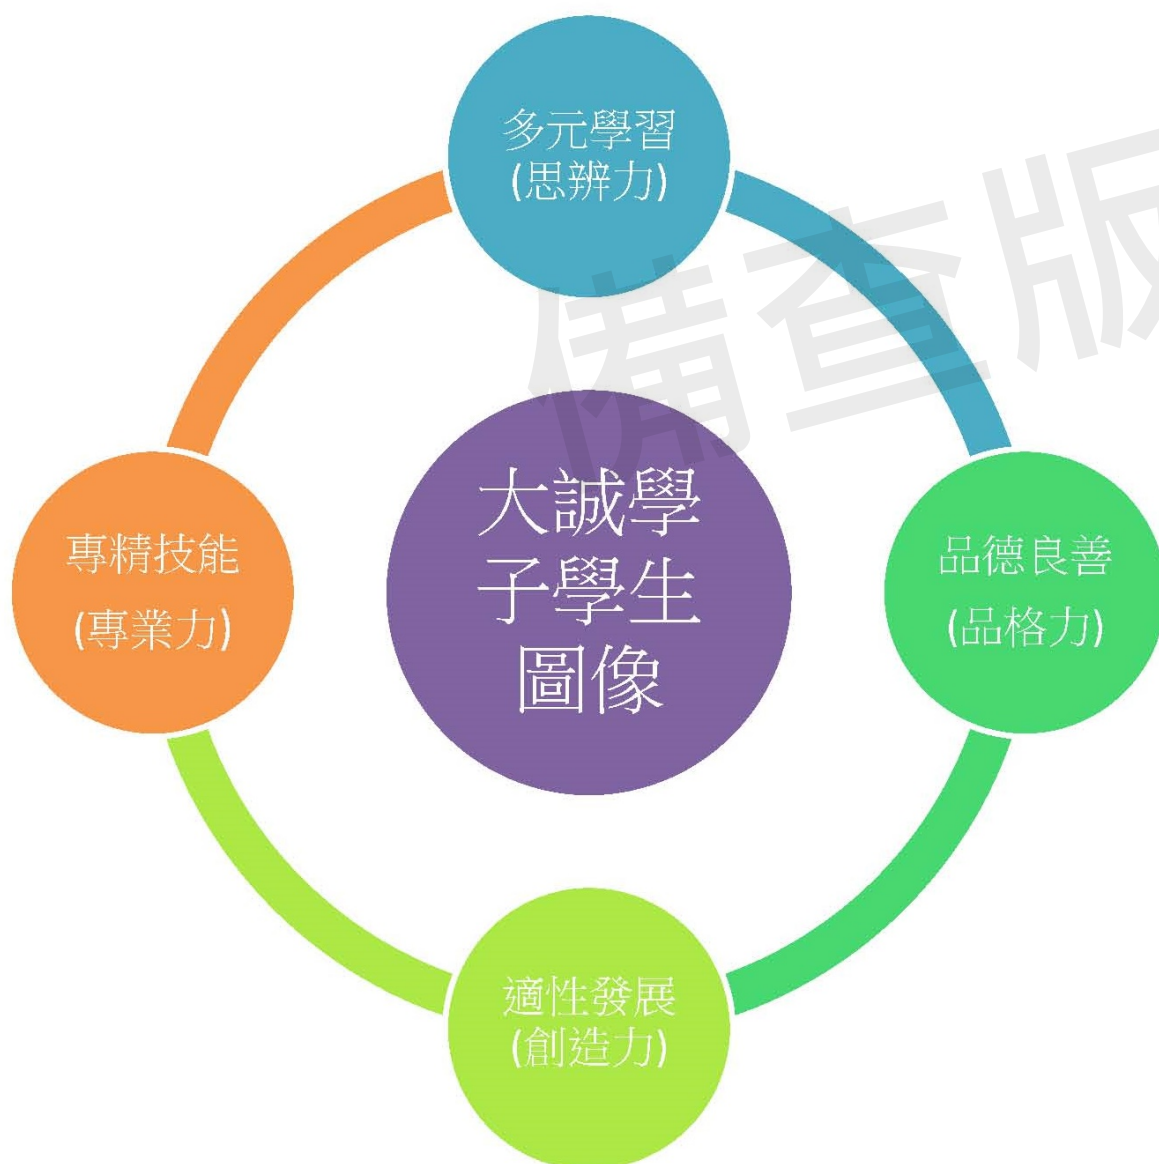 多元學習
(思辨力)
備查版
大誠學
子學生
圖像
專精技能
(專業力)
品德良善
(品格力)
適性發展
(創造力)